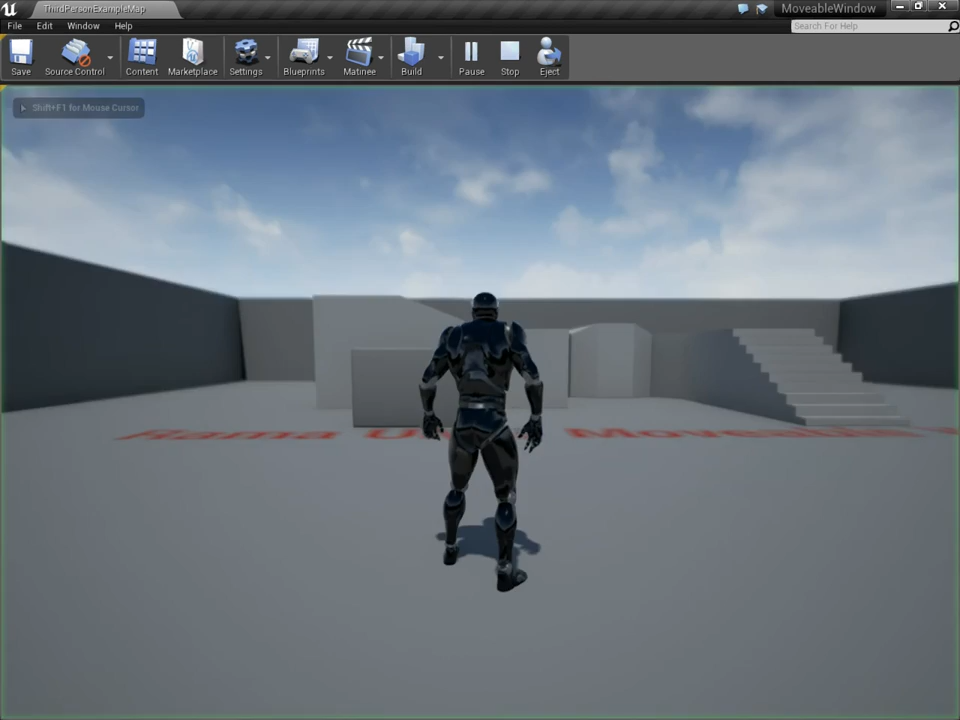 ThirdPersonExampleMap
MoveableWindow
File Edit Window Help
Search For Help
Save Source Control Content Marketplace Settings Blueprints Matinee Build Pause Stop Eject
Shift+F1 for Mouse Cursor
Rama